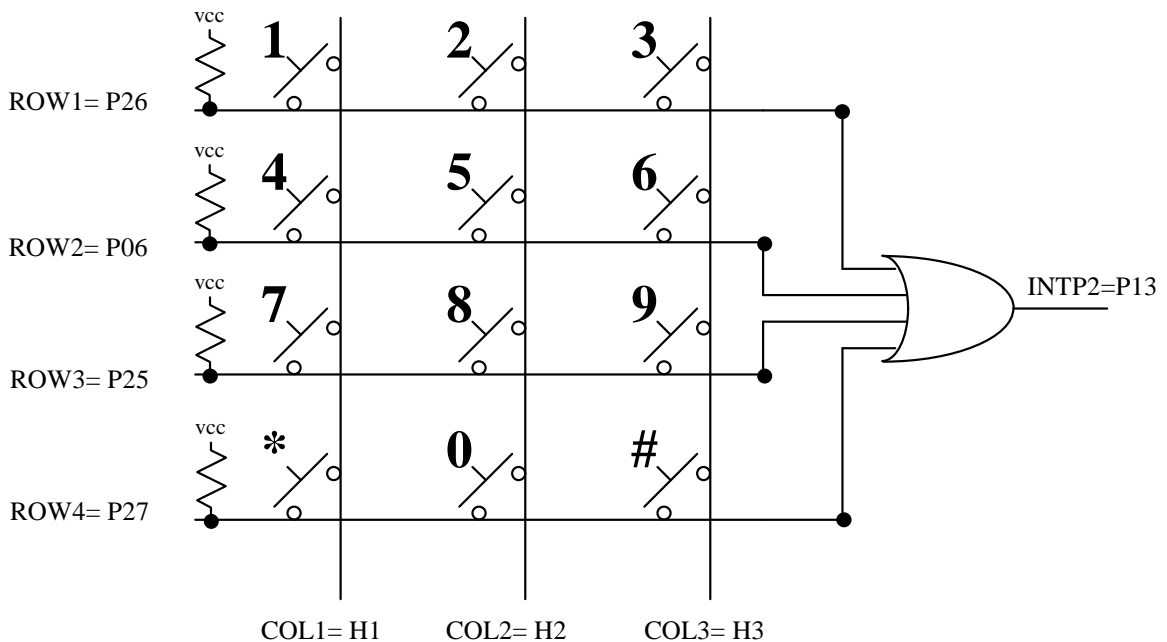 vcc
1 2 3
ROW1= P26
vcc
4 5 6
ROW2= P06
vcc
7 8 9
ROW3= P25
INTP2=P13
vcc
* 0 #
ROW4= P27
COL1= H1 COL2= H2 COL3= H3